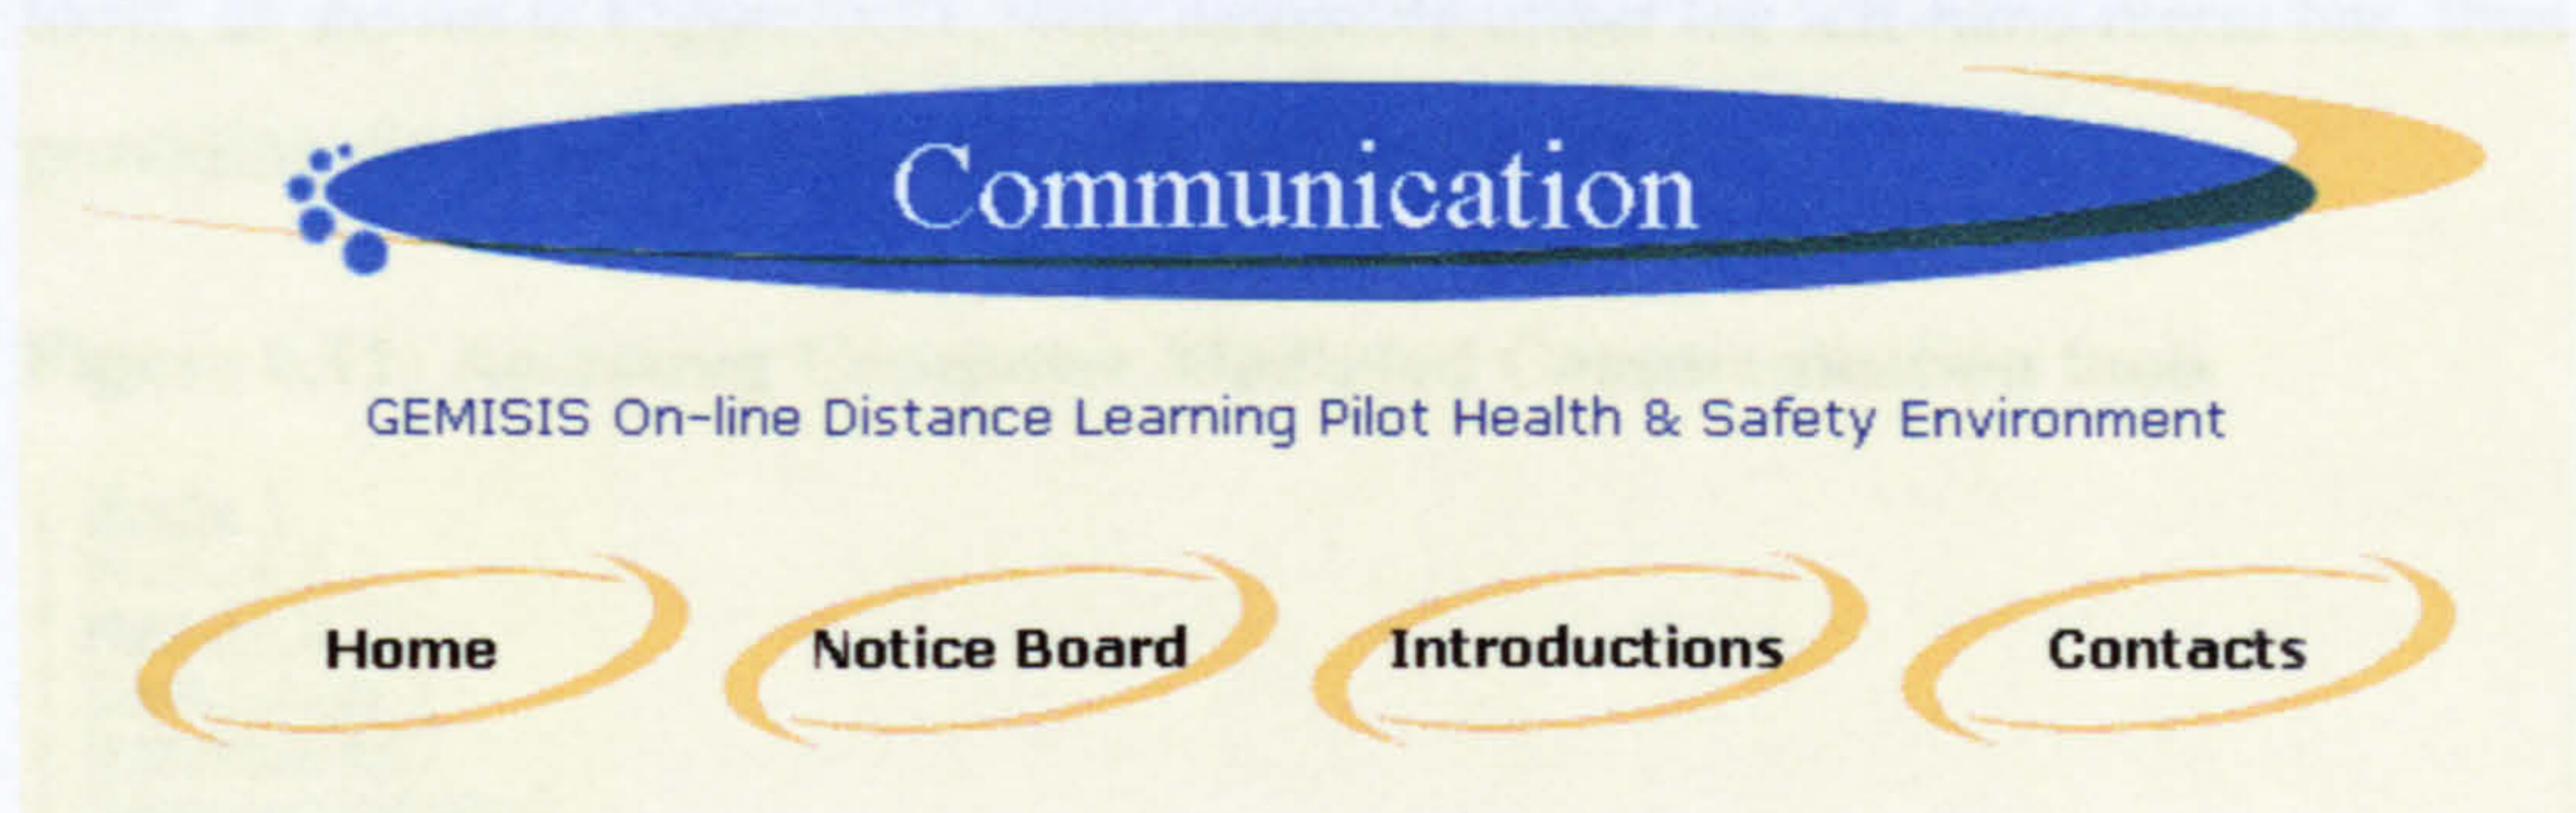 Communication
GEMISIS On-line Distance Learning Pilot Health & Safety Environment
Home Notice Board Introductions Contacts